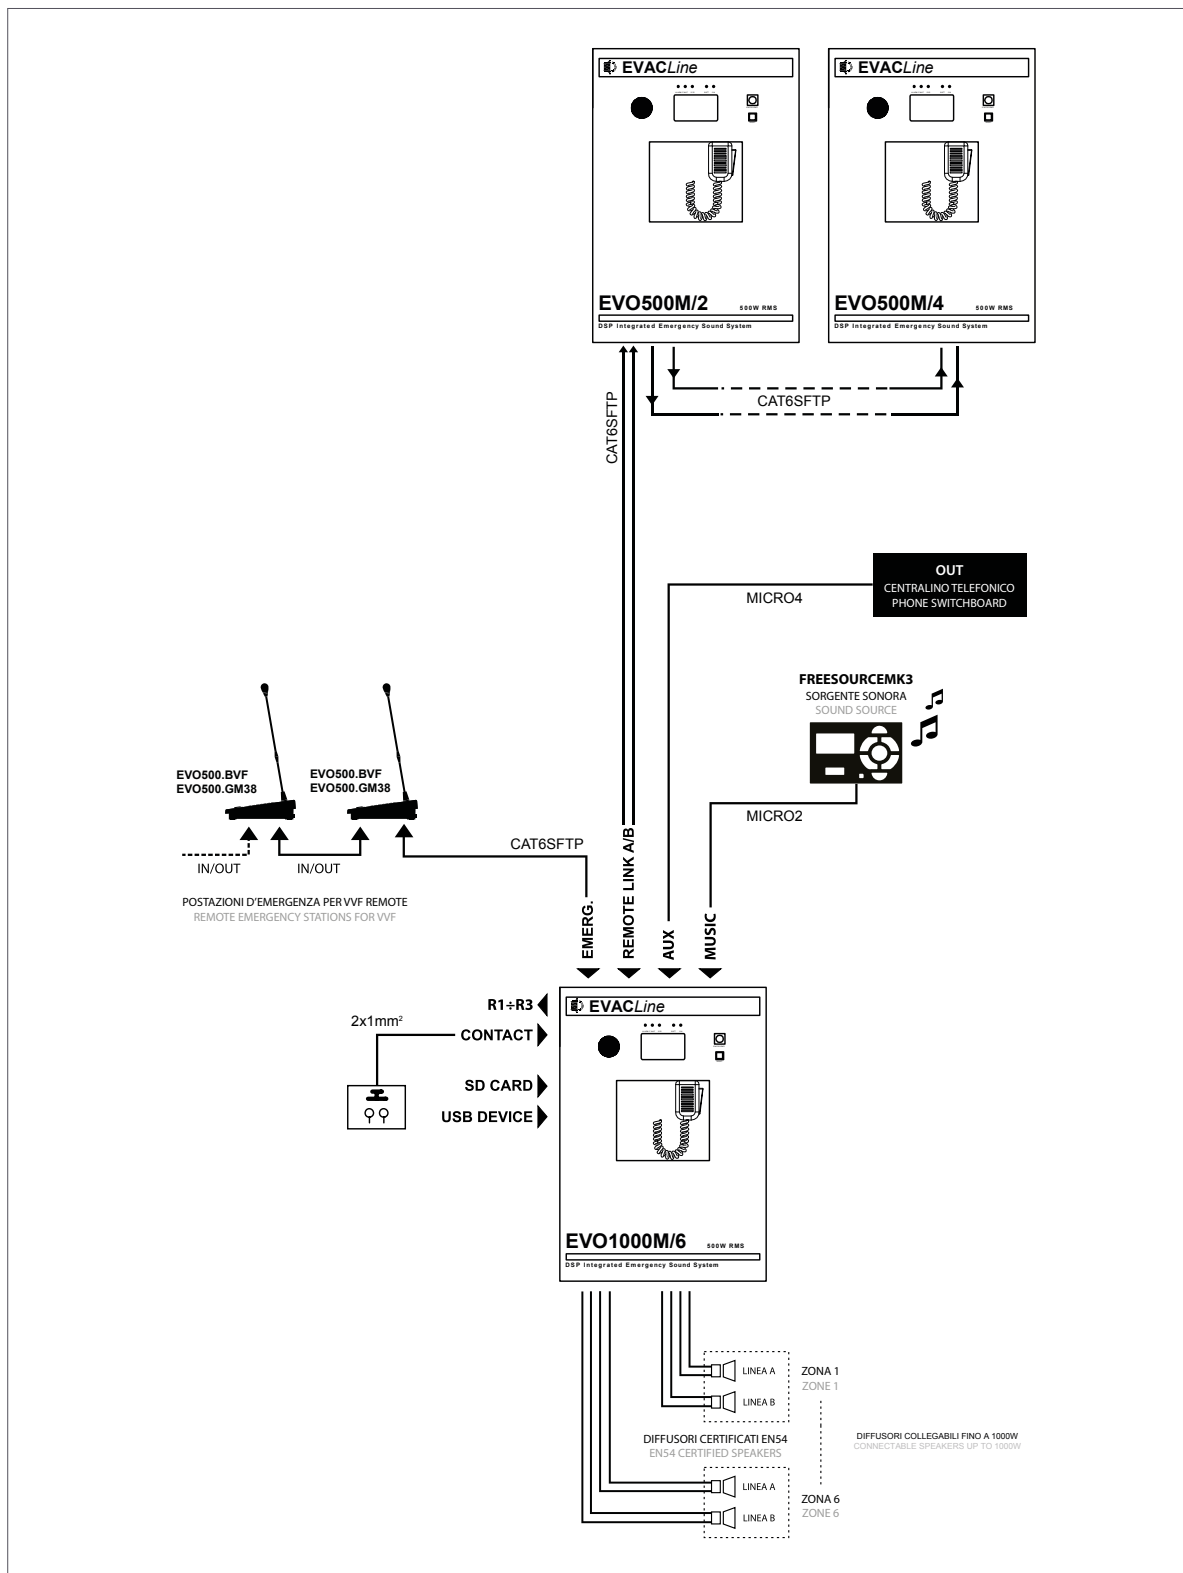 EVACLine
EVACLine
EVO500M/2 500W RMS
DSP Integrated Emergency Sound System
EVO500M/4 500W RMS
DSP Integrated Emergency Sound System
CAT6SFTP
CAT6SFTP
OUT
CENTRALINO TELEFONICO
PHONE SWITCHBOARD
MICRO4
FREESOURCEMK3
SORGENTE SONORA
SOUND SOURCE
MICRO2
EVO500.BVF
EVO500.GM38
EVO500.BVF
EVO500.GM38
IN/OUT
IN/OUT
CAT6SFTP
POSTAZIONI D'EMERGENZA PER VVF REMOTE
REMOTE EMERGENCY STATIONS FOR VVF
EMERG.
REMOTE LINK A/B
AUX
MUSIC
R1÷R3
CONTACT
2x1mm²
SD CARD
USB DEVICE
EVACLine
EVO1000M/6 500W RMS
DSP Integrated Emergency Sound System
LINEA A
LINEA B
ZONA 1
ZONE 1
DIFFUSORI CERTIFICATI EN54
EN54 CERTIFIED SPEAKERS
DIFFUSORI COLLEGABILI FINO A 1000W
CONNECTABLE SPEAKERS UP TO 1000W
LINEA A
LINEA B
ZONA 6
ZONE 6